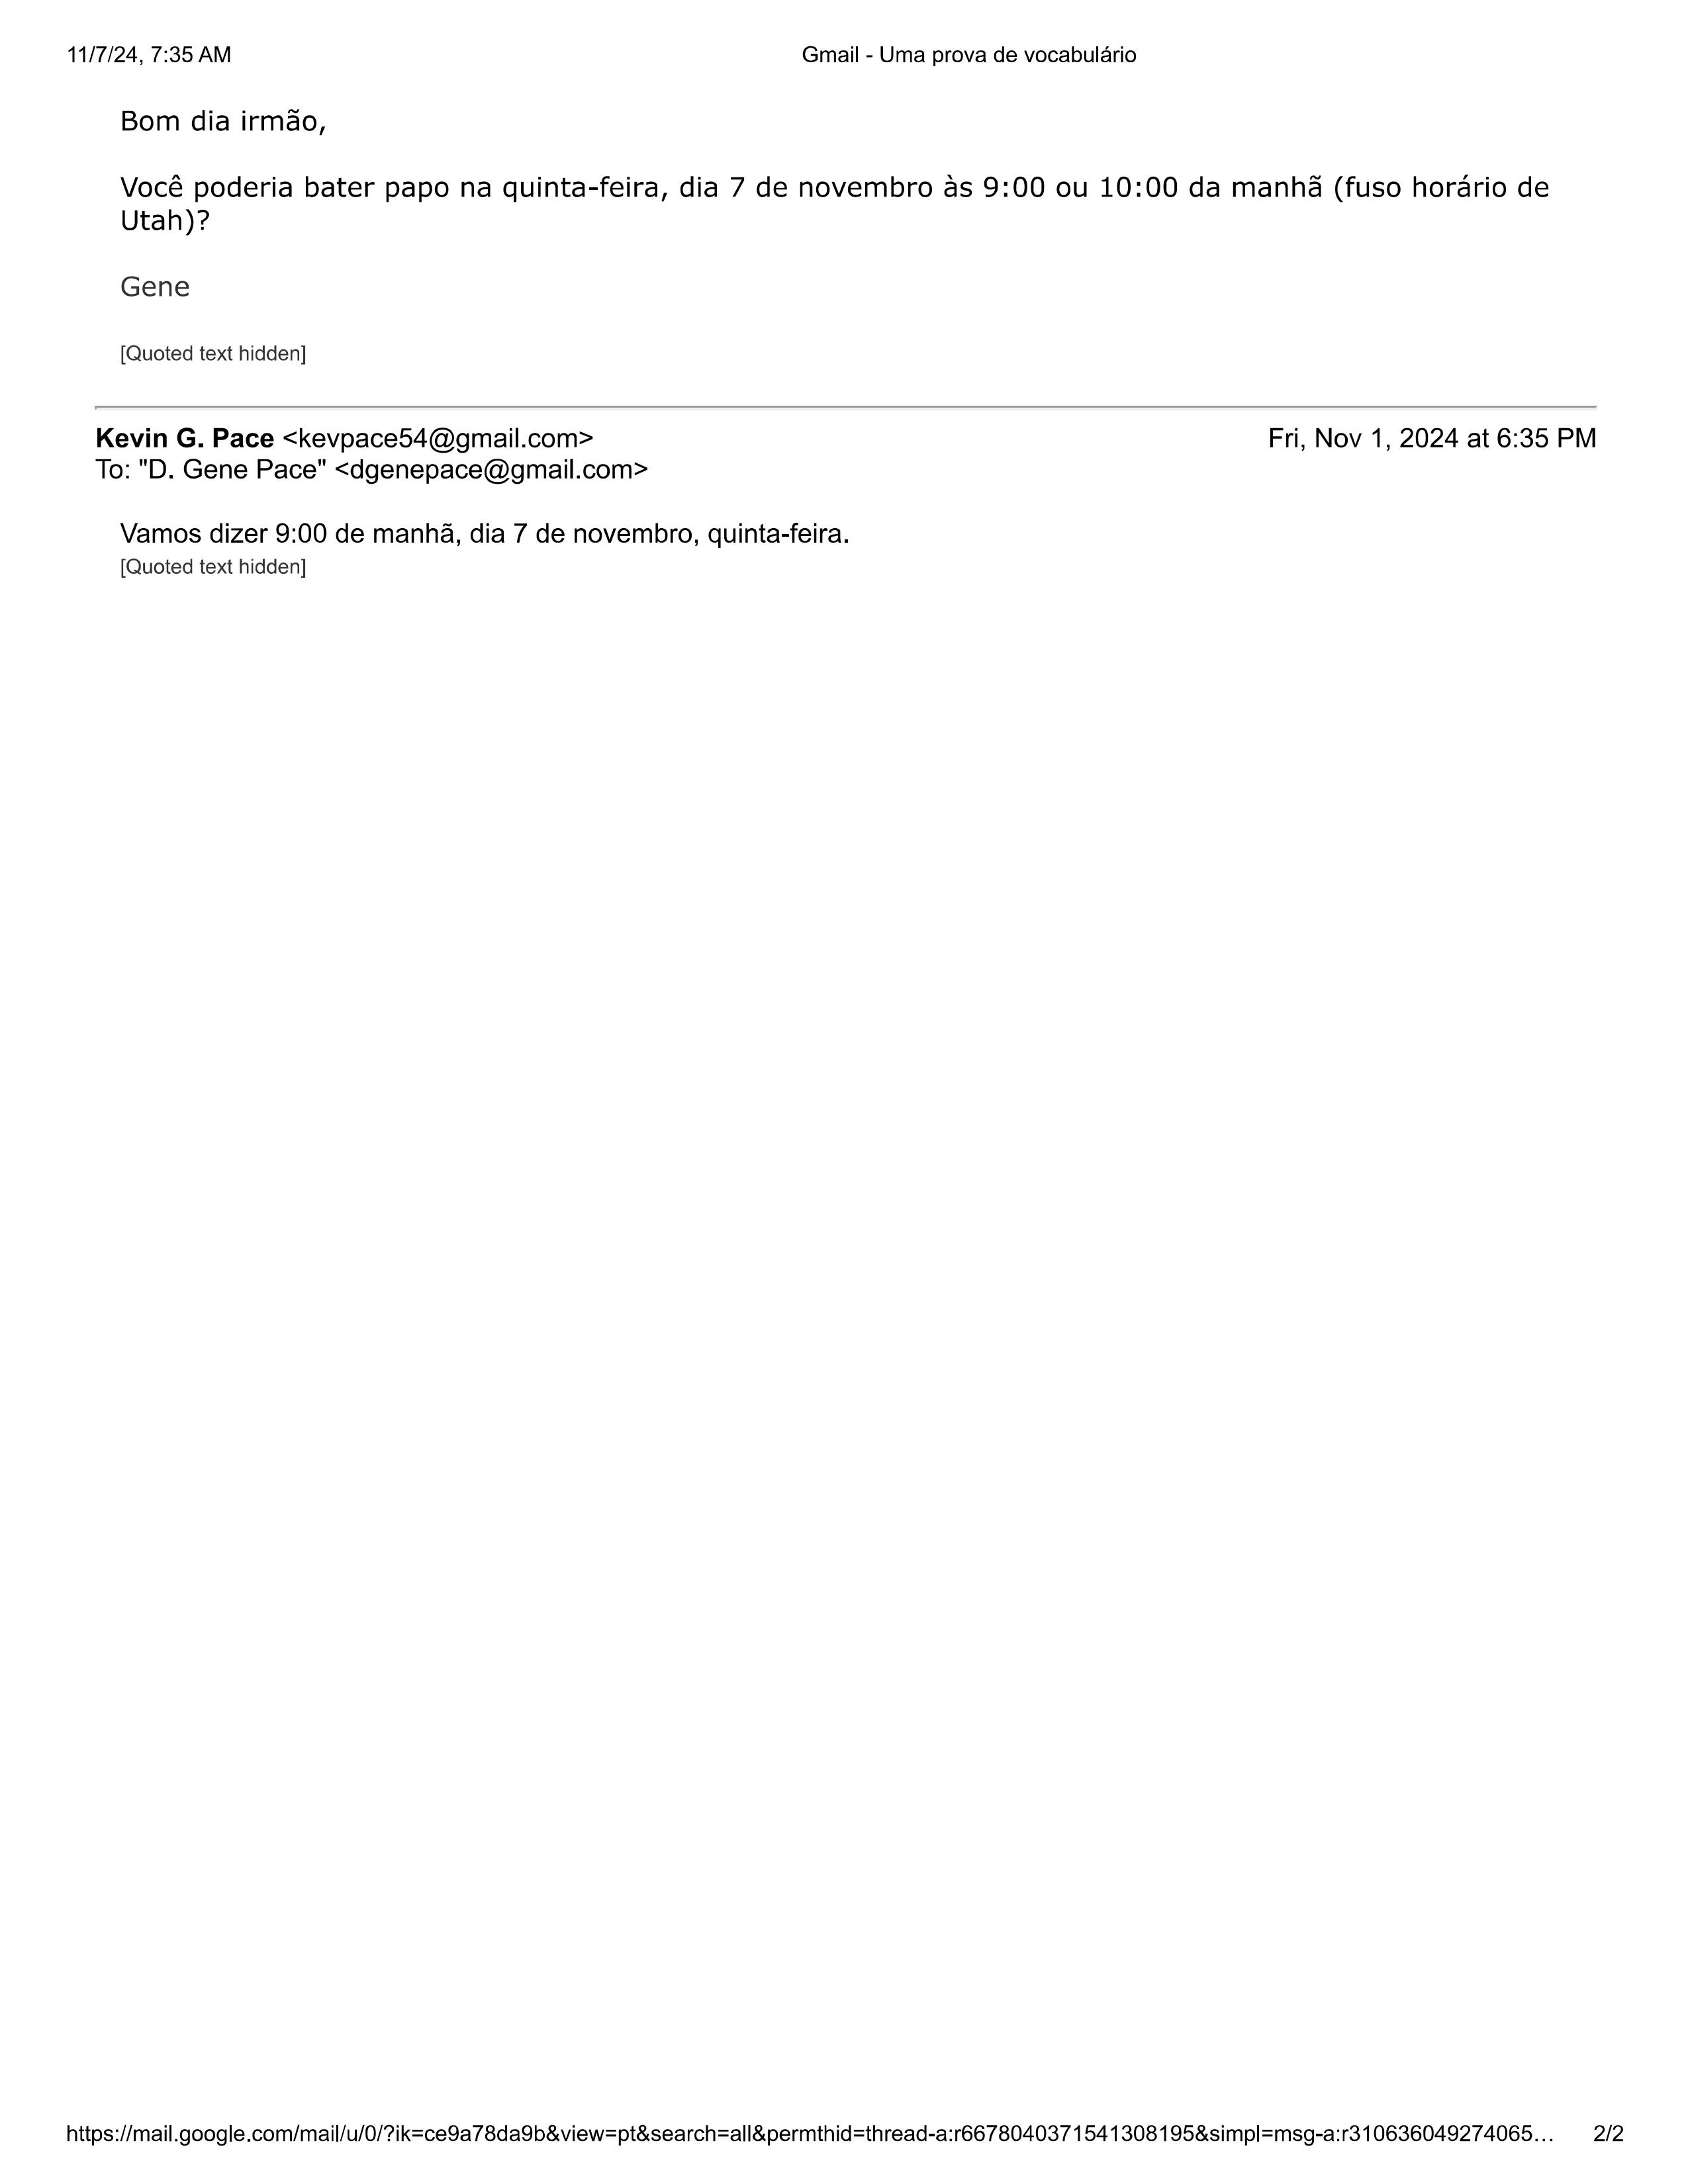 11/7/24, 7:35 AM Gmail - Uma prova de vocabulário
Bom dia irmão,
Você poderia bater papo na quinta-feira, dia 7 de novembro às 9:00 ou 10:00 da manhã (fuso horário de
Utah)?
Gene
[Quoted text hidden]
Kevin G. Pace <kevpace54@gmail.com> Fri, Nov 1, 2024 at 6:35 PM
To: "D. Gene Pace" <dgenepace@gmail.com>
Vamos dizer 9:00 de manhã, dia 7 de novembro, quinta-feira.
[Quoted text hidden]
https://mail.google.com/mail/u/0/?ik=ce9a78da9b&view=pt&search=all&permthid=thread-a:r6678040371541308195&simpl=msg-a:r310636049274065… 2/2